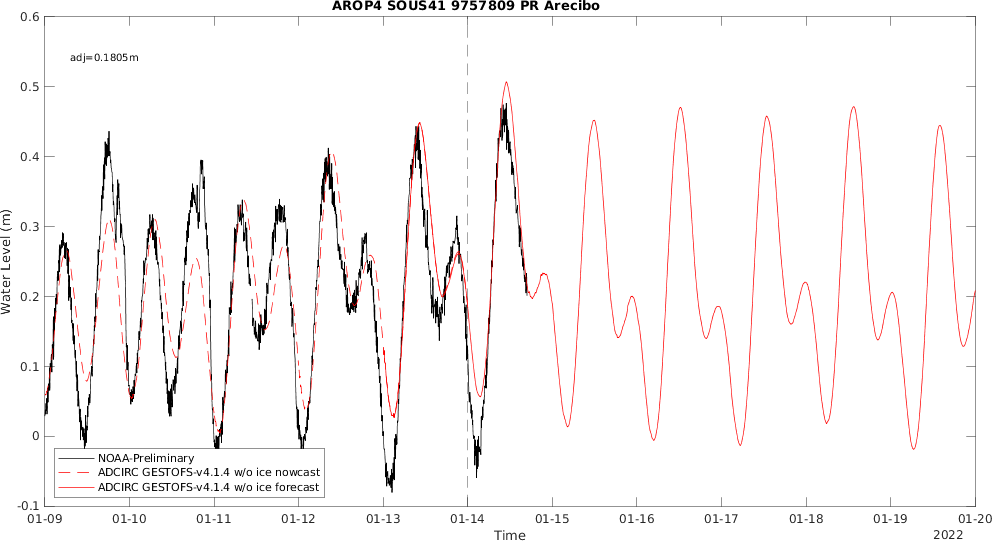 AROP4 SOUS41 9757809 PR Arecibo
adj=0.1805m
Water Level (m)
0.6
0.5
0.4
0.3
0.2
0.1
0
-0.1
NOAA-Preliminary
ADCIRC GESTOFS-v4.1.4 w/o ice nowcast
ADCIRC GESTOFS-v4.1.4 w/o ice forecast
01-09 01-10 01-11 01-12 01-13 01-14 01-15 01-16 01-17 01-18 01-19 01-20
Time
2022